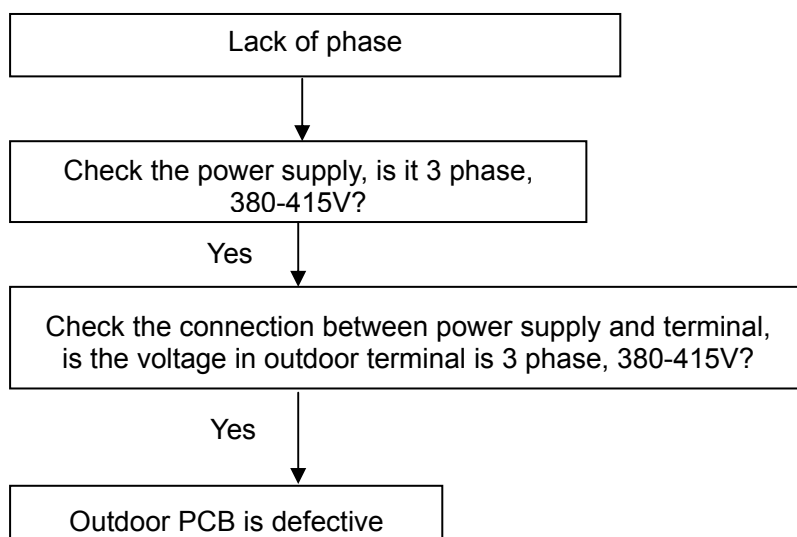 Lack of phase
Check the power supply, is it 3 phase,
380-415V?
Yes
Check the connection between power supply and terminal,
is the voltage in outdoor terminal is 3 phase, 380-415V?
Yes
Outdoor PCB is defective